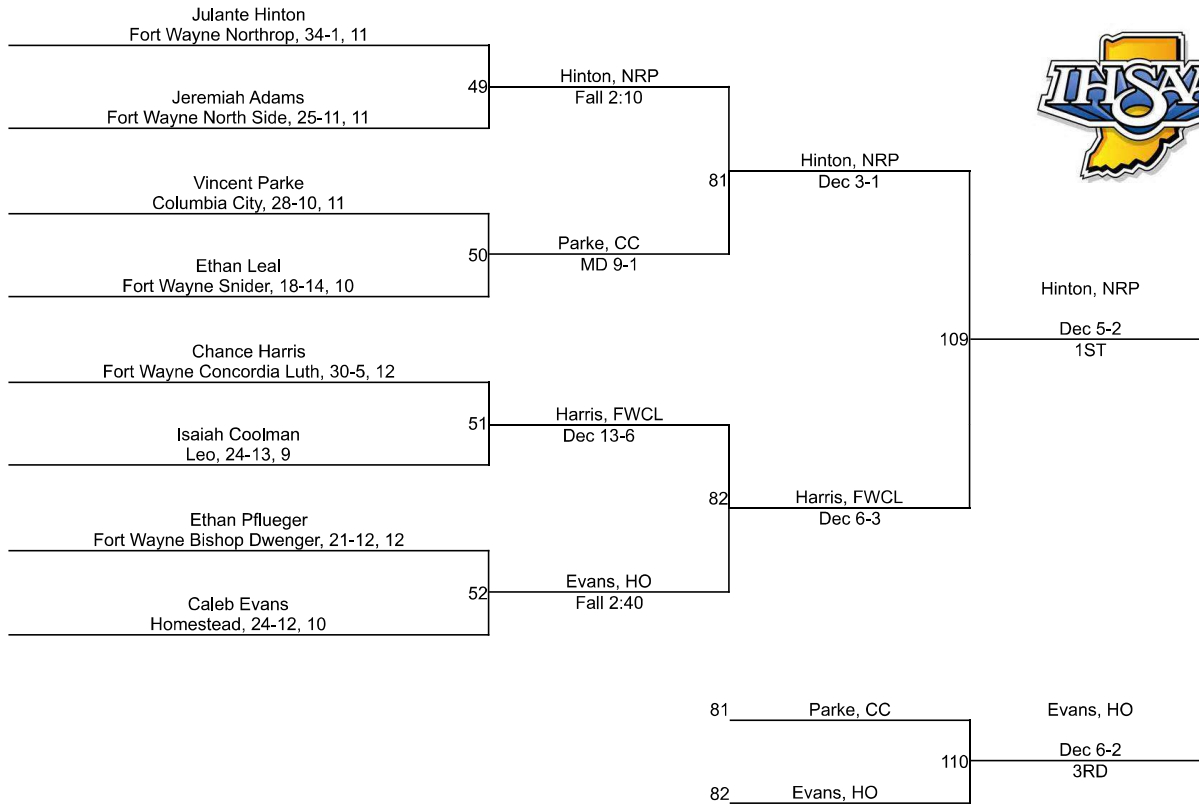 Julante Hinton
Fort Wayne Northrop, 34-1, 11
49
Jeremiah Adams
Fort Wayne North Side, 25-11, 11
Hinton, NRP
Fall 2:10
Vincent Parke
Columbia City, 28-10, 11
50
Ethan Leal
Fort Wayne Snider, 18-14, 10
Parke, CC
MD 9-1
81
Hinton, NRP
Dec 3-1
Chance Harris
Fort Wayne Concordia Luth, 30-5, 12
51
Isaiah Coolman
Leo, 24-13, 9
Harris, FWCL
Dec 13-6
Ethan Pflueger
Fort Wayne Bishop Dwenger, 21-12, 12
52
Caleb Evans
Homestead, 24-12, 10
Evans, HO
Fall 2:40
82
Harris, FWCL
Dec 6-3
109
Hinton, NRP
Dec 5-2
1ST
81
Parke, CC
82
Evans, HO
110
Evans, HO
Dec 6-2
3RD
IHSAA